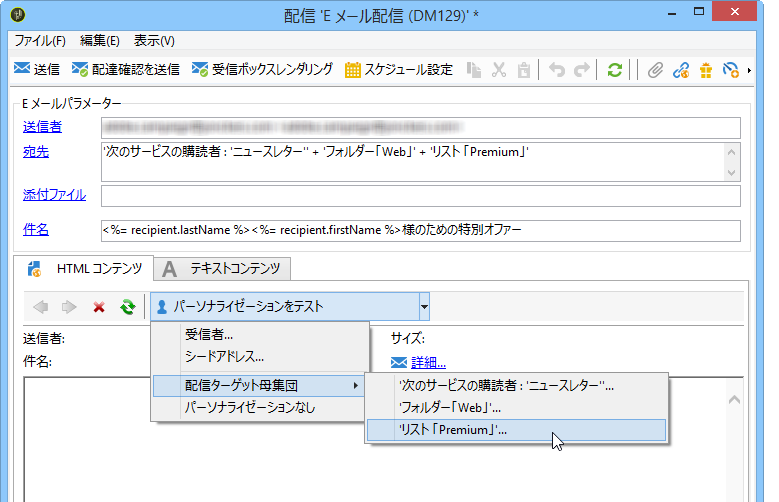 配信 'E メール配信 (DM129)' *
ファイル(F) 編集(E) 表示(V)
送信 配達確認を送信 受信ボックスレンダリング スケジュール設定
E メールパラメーター
送信者
宛先 '次のサービスの購読者 : 'ニュースレター'' + 'フォルダー「Web」' + 'リスト「Premium」'
添付ファイル
件名 <%= recipient.lastName %><%= recipient.firstName %>様のための特別オファー
HTML コンテンツ テキストコンテンツ
パーソナライゼーションをテスト
送信者: サイズ:
件名: 詳細...
受信者...
シードアドレス...
配信ターゲット母集団
パーソナライゼーションなし
'次のサービスの購読者 : 'ニュースレター''...
'フォルダー「Web」'...
'リスト「Premium」'...